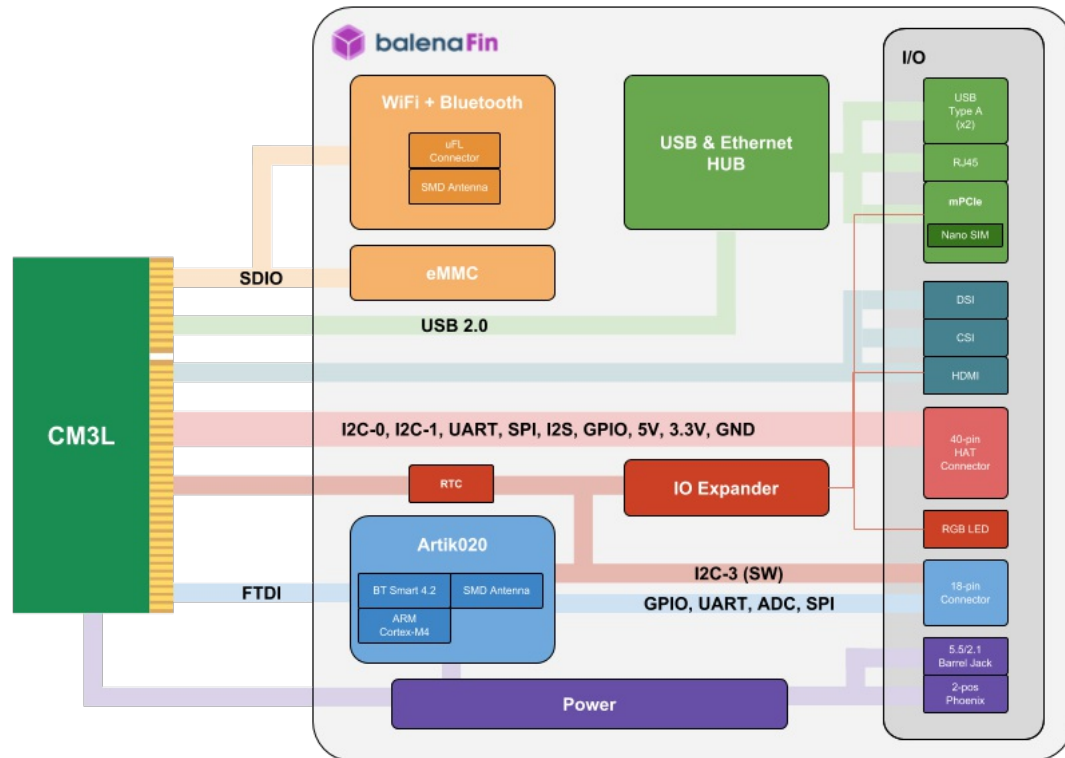 balenaFin
I/O
WiFi + Bluetooth
uFL
Connector
SMD Antenna
USB & Ethernet
HUB
USB
Type A
(x2)
RJ45
mPCIe
Nano SIM
eMMC
SDIO
USB 2.0
DSI
CSI
HDMI
CM3L
I2C-0, I2C-1, UART, SPI, I2S, GPIO, 5V, 3.3V, GND
40-pin
HAT
Connector
RTC
IO Expander
RGB LED
Artik020
BT Smart 4.2
SMD Antenna
ARM
Cortex-M4
FTDI
I2C-3 (SW)
GPIO, UART, ADC, SPI
18-pin
Connector
5.5/2.1
Barrel Jack
2-pos
Phoenix
Power